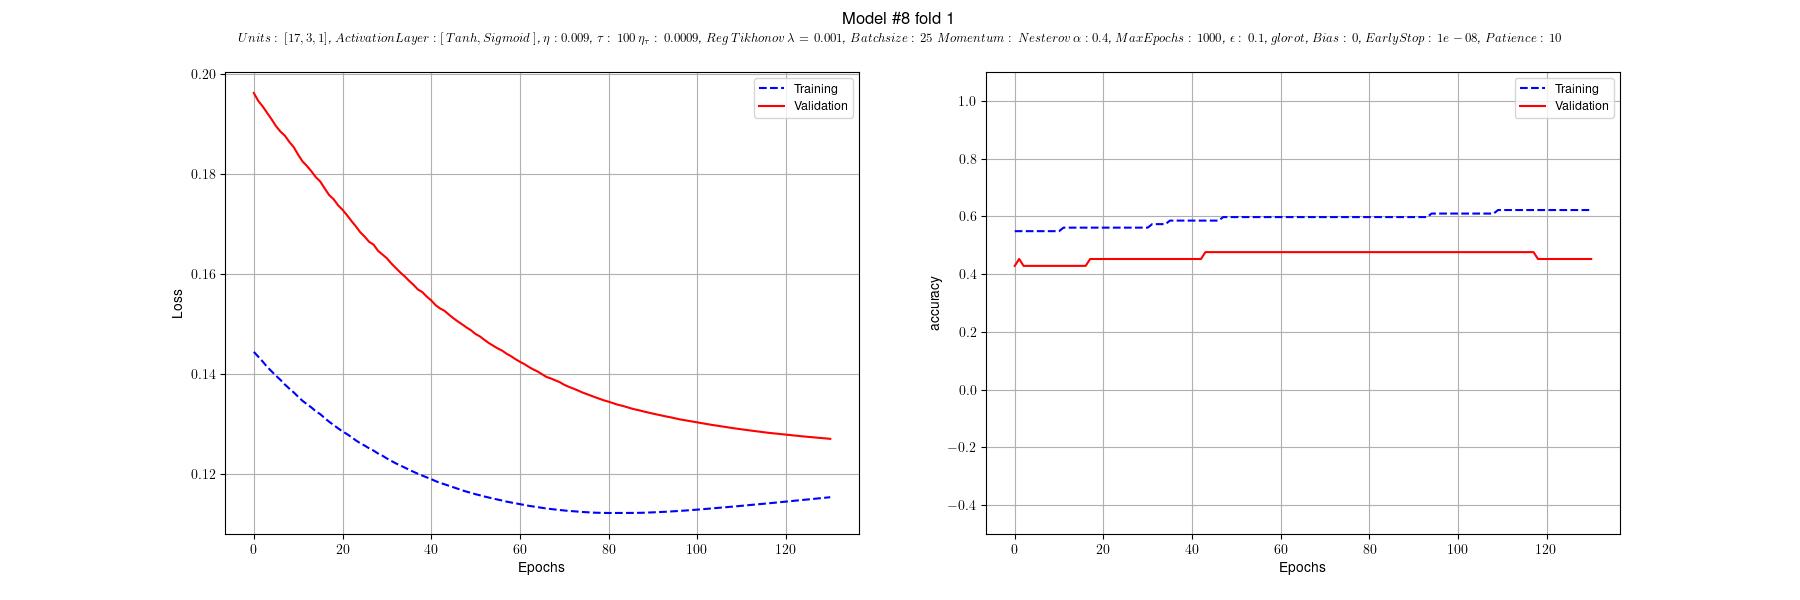 Model #8 fold 1
Units : [17, 3, 1], ActivationLayer : [ Tanh, Sigmoid ], η : 0.009, τ : 100 ητ : 0.0009, Reg Tikhonov λ = 0.001, Batchsize : 25 Momentum : Nesterov α : 0.4, MaxEpochs : 1000, ϵ : 0.1, glorot, Bias : 0, EarlyStop : 1e − 08, Patience : 10
0.20
0.18
0.16
0.14
0.12
Loss
0
20
40
60
80
100
120
Epochs
Training
Validation
1.0
0.8
0.6
0.4
0.2
0.0
−0.2
−0.4
accuracy
0
20
40
60
80
100
120
Epochs
Training
Validation